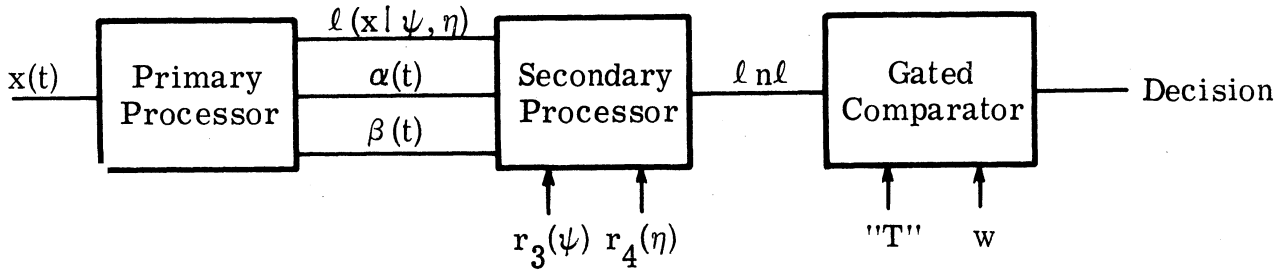 x(t)
Primary
Processor
ℓ(x|ψ,η)
α(t)
β(t)
Secondary
Processor
r₃(ψ) r₄(η)
ℓnℓ
Gated
Comparator
"T" w
Decision